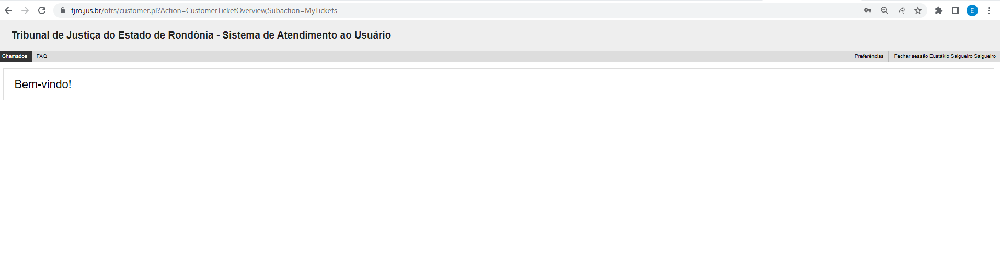 tjro.jus.br/otrs/customer.pl?Action=CustomerTicketOverview;Subaction=MyTickets
E
Tribunal de Justiça do Estado de Rondônia - Sistema de Atendimento ao Usuário
Chamados FAQ Preferências Fechar sessão Eustákio Salgueiro Salgueiro
Bem-vindo!